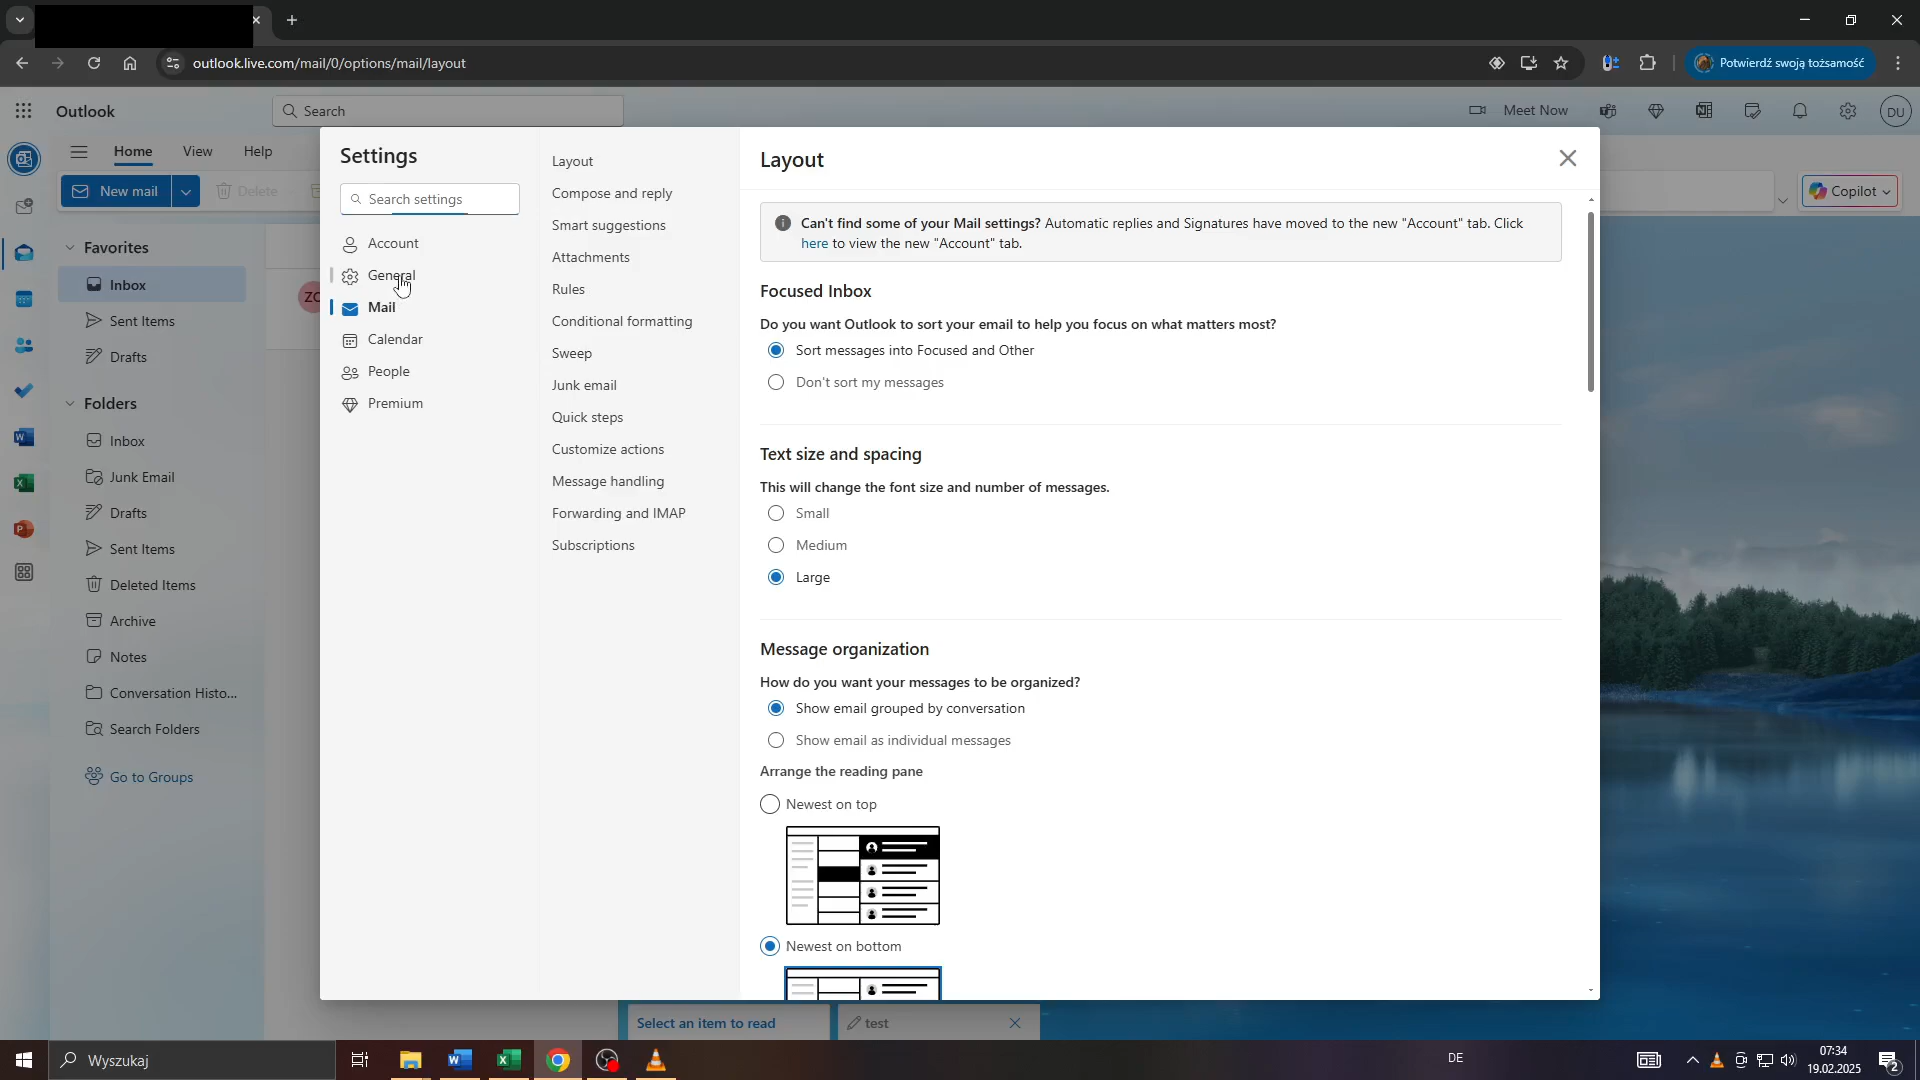 outlook.live.com/mail/0/options/mail/layout
Potwierdź swoją tożsamość
Outlook
Search
Meet Now
DU
Home
View
Help
New mail
Delete
Copilot
Favorites
Inbox
Sent Items
Drafts
Folders
Inbox
Junk Email
Drafts
Sent Items
Deleted Items
Archive
Notes
Conversation Histo...
Search Folders
Go to Groups
ZO
Settings
Search settings
Account
General
Mail
Calendar
People
Premium
Layout
Compose and reply
Smart suggestions
Attachments
Rules
Conditional formatting
Sweep
Junk email
Quick steps
Customize actions
Message handling
Forwarding and IMAP
Subscriptions
Layout
Can't find some of your Mail settings? Automatic replies and Signatures have moved to the new "Account" tab. Click
here to view the new "Account" tab.
Focused Inbox
Do you want Outlook to sort your email to help you focus on what matters most?
Sort messages into Focused and Other
Don't sort my messages
Text size and spacing
This will change the font size and number of messages.
Small
Medium
Large
Message organization
How do you want your messages to be organized?
Show email grouped by conversation
Show email as individual messages
Arrange the reading pane
Newest on top
Newest on bottom
Select an item to read
test
Wyszukaj
DE
07:34
19.02.2025
2